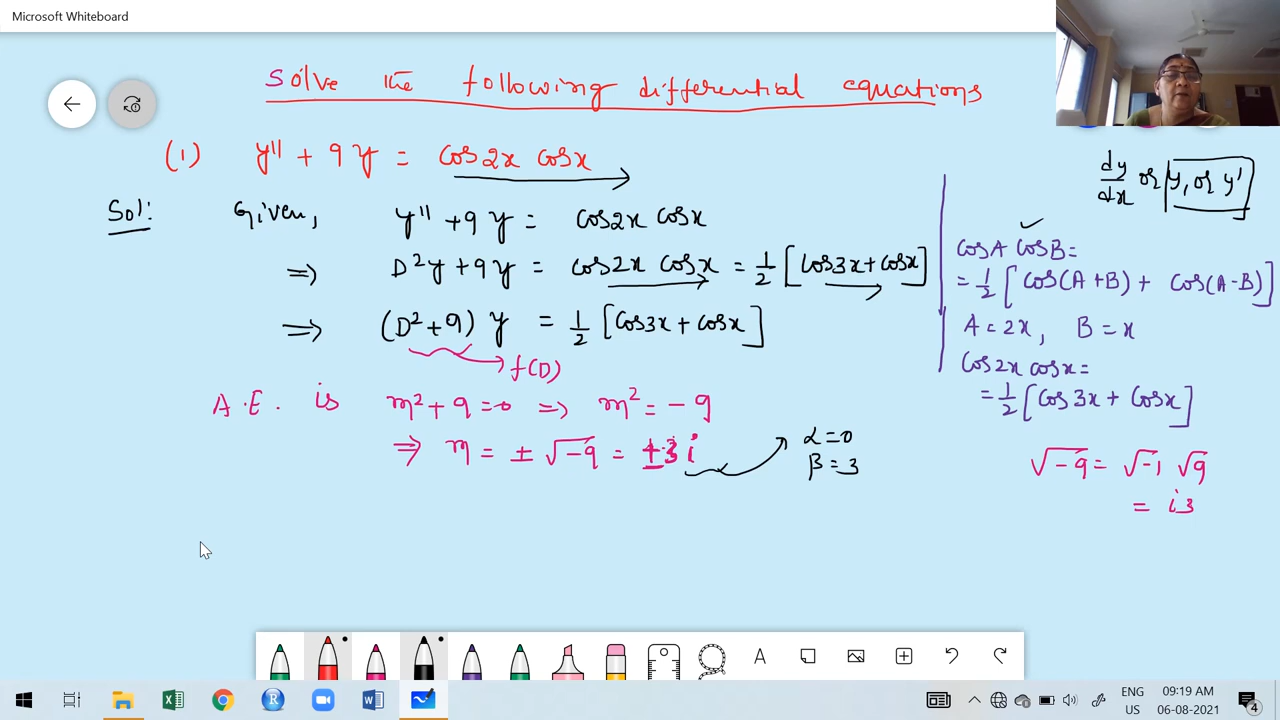 Microsoft Whiteboard
Solve the following differential equations
(1) y'' + 9y = cos2x cosx
Sol: Given, y'' + 9y = cos2x cosx
⇒ D²y + 9y = cos2x cosx = 1/2 [cos3x + cosx]
⇒ (D² + 9) y = 1/2 [cos3x + cosx]
f(D)
A.E. is m² + 9 = 0 ⇒ m² = -9
⇒ m = ± √-9 = ±3i
α = 0
β = 3
dy/dx or y, or y'
cosA cosB =
= 1/2 [cos(A+B) + cos(A-B)]
A = 2x, B = x
cos2x cosx =
= 1/2 [cos3x + cosx]
√-9 = √-1 √9
= i3
A
ENG
US
09:19 AM
06-08-2021
4